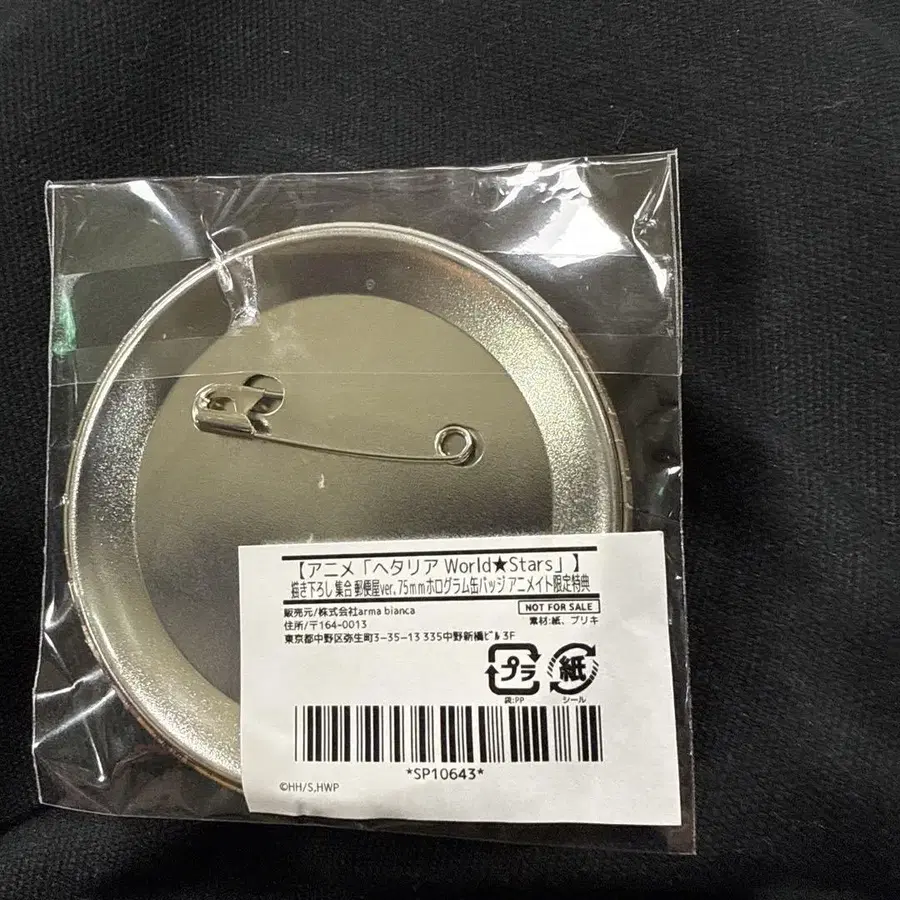 【アニメ「ヘタリア World★Stars」】
描き下ろし 集合 郵便屋ver. 75mmホログラム缶バッジ アニメイト限定特典
販売元/株式会社arma bianca
NOT FOR SALE
住所/〒164-0013
素材:紙、ブリキ
東京都中野区弥生町3-35-13 335中野新橋ビル 3F
プラ
紙
袋:PP
シール
*SP10643*
©HH/S,HWP